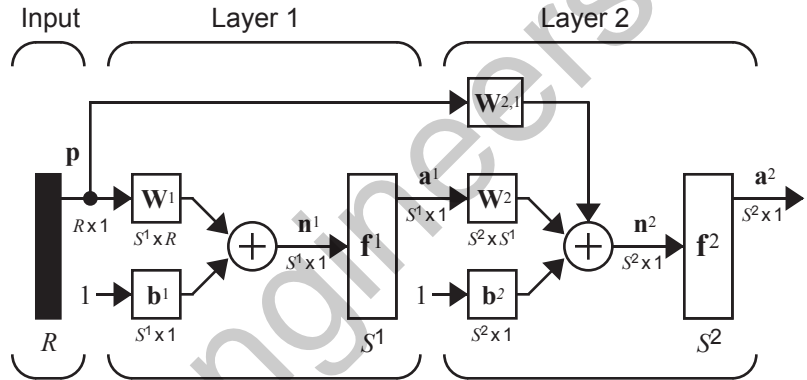 Input Layer 1 Layer 2
W2,1
p a1 a2
W1 W2
R x 1 S1 x 1 S2 x 1
n1 n2
S1 x R S2 x S1
f1 f2
S1 x 1 S2 x 1
1 b1 1 b2
S1 x 1 S2 x 1
R S1 S2
ngineers